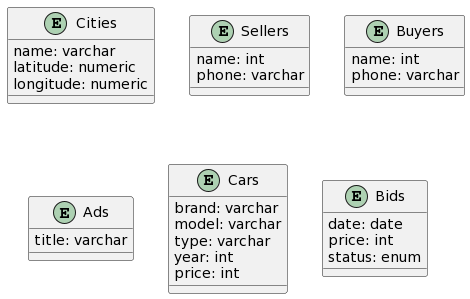 E Cities
name: varchar
latitude: numeric
longitude: numeric
E Sellers
name: int
phone: varchar
E Buyers
name: int
phone: varchar
E Ads
title: varchar
E Cars
brand: varchar
model: varchar
type: varchar
year: int
price: int
E Bids
date: date
price: int
status: enum